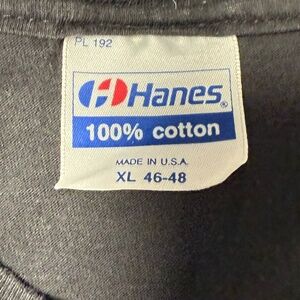 PL 192
Hanes®
100% cotton
MADE IN U.S.A.
XL 46-48